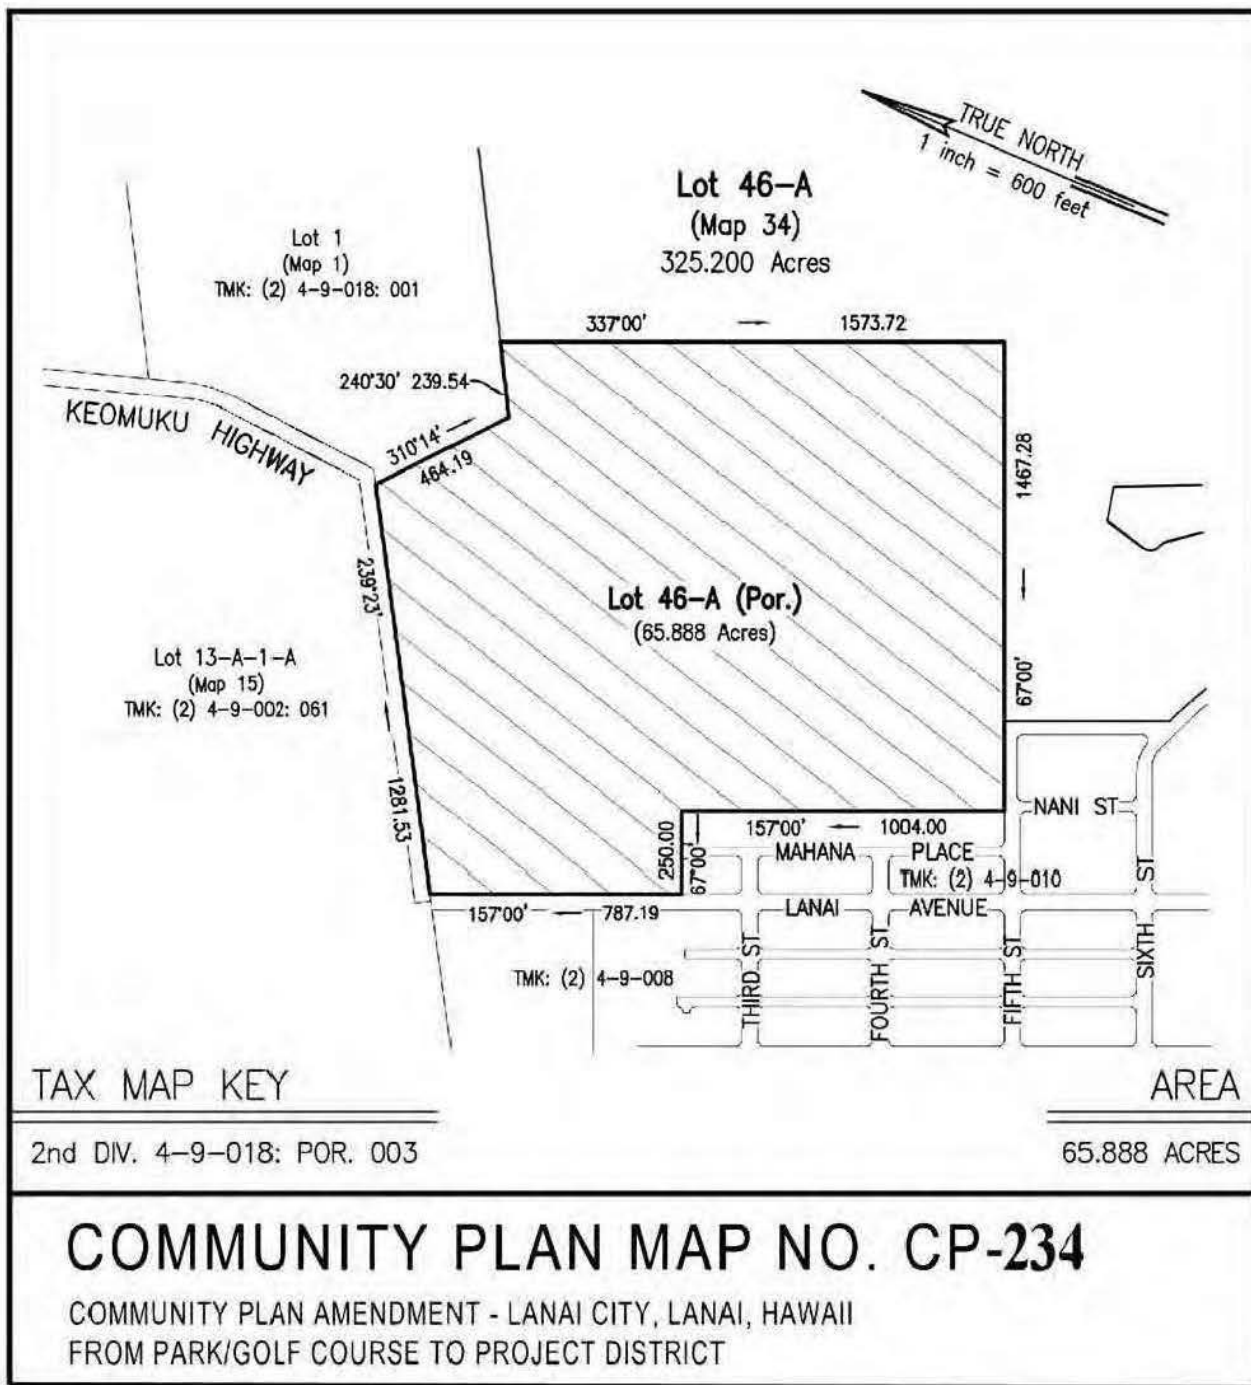 TRUE NORTH
1 inch = 600 feet
Lot 46-A
(Map 34)
325.200 Acres
Lot 1
(Map 1)
TMK: (2) 4-9-018: 001
337°00' 1573.72
240°30' 239.54
KEOMUKU HIGHWAY
310°14'
464.19
1467.28
67°00'
239°23'
1281.53
Lot 46-A (Por.)
(65.888 Acres)
Lot 13-A-1-A
(Map 15)
TMK: (2) 4-9-002: 061
NANI ST
250.00
67°00'
157°00' 1004.00
MAHANA PLACE
TMK: (2) 4-9-010
LANAI AVENUE
157°00' 787.19
TMK: (2) 4-9-008
THIRD ST
FOURTH ST
FIFTH ST
SIXTH ST
TAX MAP KEY
AREA
2nd DIV. 4-9-018: POR. 003
65.888 ACRES
COMMUNITY PLAN MAP NO. CP-234
COMMUNITY PLAN AMENDMENT - LANAI CITY, LANAI, HAWAII
FROM PARK/GOLF COURSE TO PROJECT DISTRICT